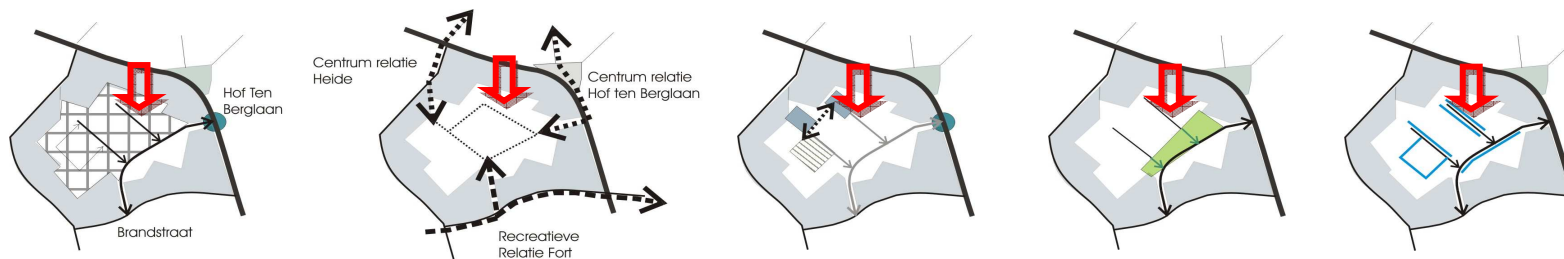 Hof Ten
Berglaan
Brandstraat
Centrum relatie
Heide
Centrum relatie
Hof ten Berglaan
Recreatieve
Relatie Fort